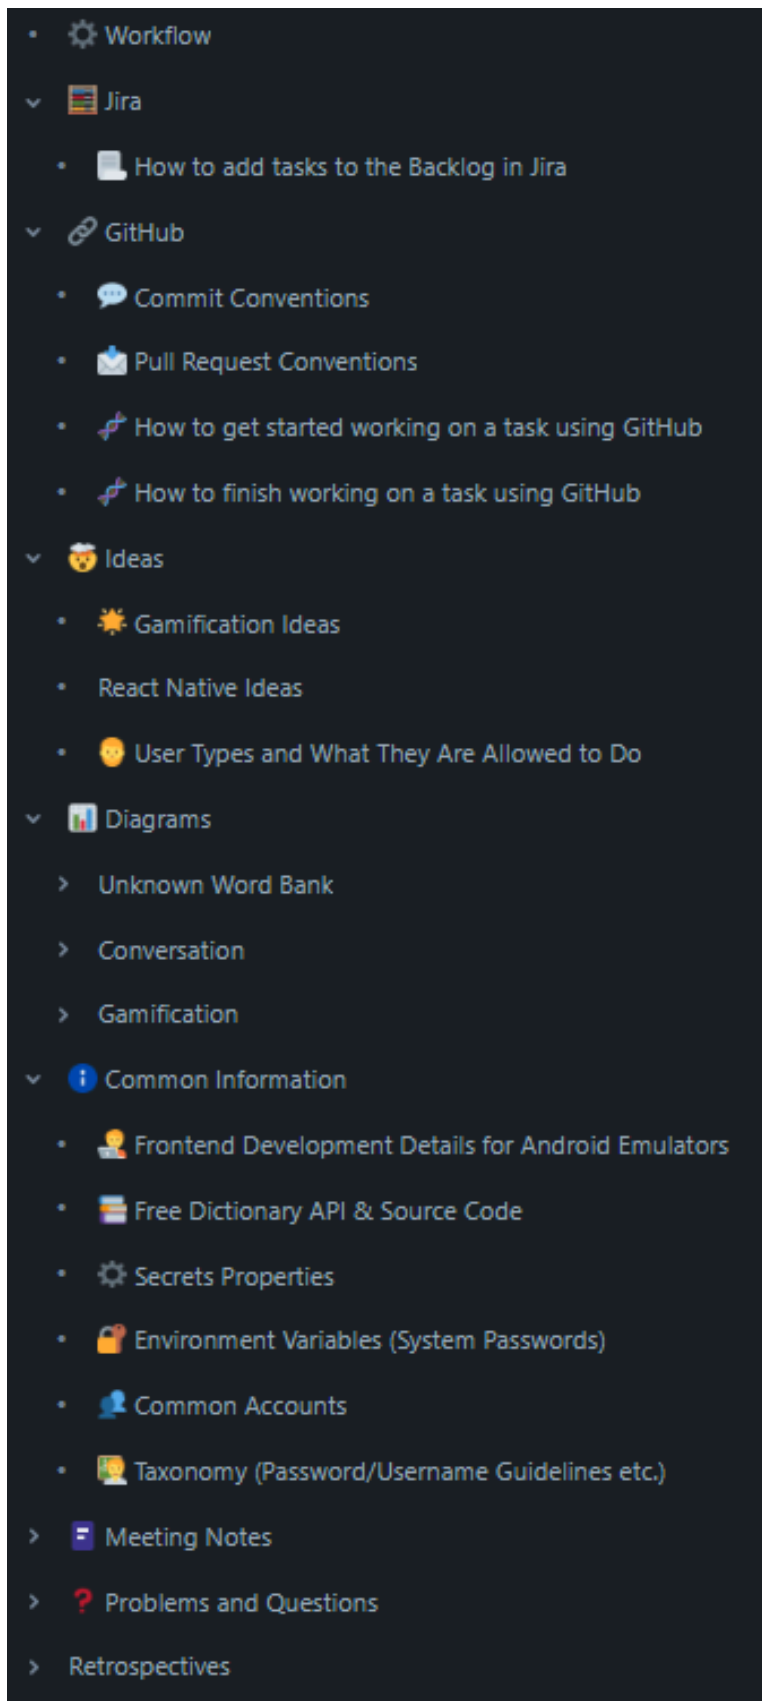 Workflow
Jira
How to add tasks to the Backlog in Jira
GitHub
Commit Conventions
Pull Request Conventions
How to get started working on a task using GitHub
How to finish working on a task using GitHub
Ideas
Gamification Ideas
React Native Ideas
User Types and What They Are Allowed to Do
Diagrams
Unknown Word Bank
Conversation
Gamification
Common Information
Frontend Development Details for Android Emulators
Free Dictionary API & Source Code
Secrets Properties
Environment Variables (System Passwords)
Common Accounts
Taxonomy (Password/Username Guidelines etc.)
Meeting Notes
Problems and Questions
Retrospectives